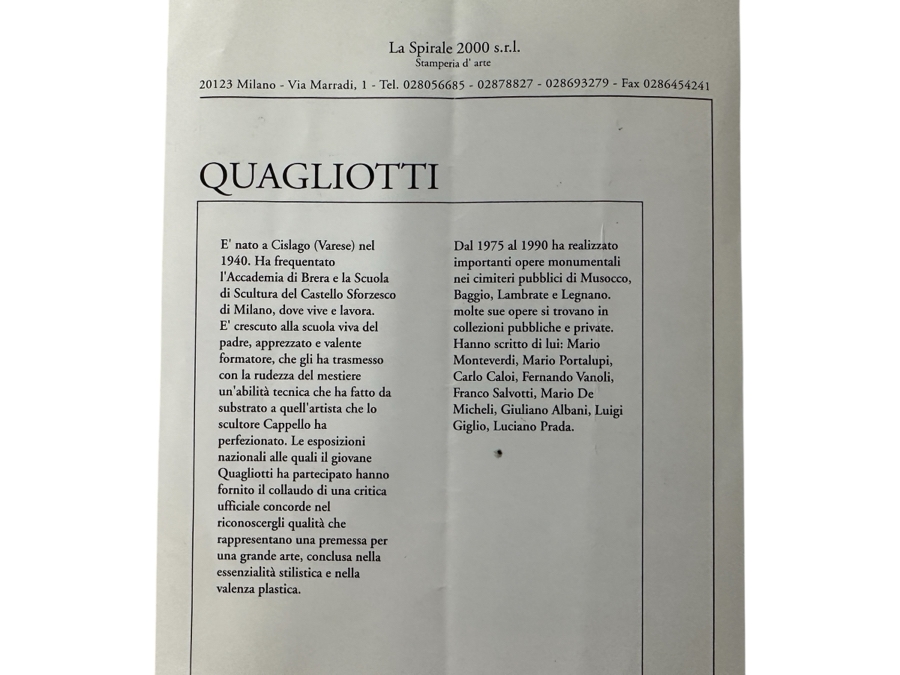 La Spirale 2000 s.r.l.
Stamperia d' arte
20123 Milano - Via Marradi, 1 - Tel. 028056685 - 02878827 - 028693279 - Fax 0286454241
QUAGLIOTTI
E' nato a Cislago (Varese) nel
1940. Ha frequentato
l'Accademia di Brera e la Scuola
di Scultura del Castello Sforzesco
di Milano, dove vive e lavora.
E' crescuto alla scuola viva del
padre, apprezzato e valente
formatore, che gli ha trasmesso
con la rudezza del mestiere
un'abilità tecnica che ha fatto da
substrato a quell'artista che lo
scultore Cappello ha
perfezionato. Le esposizioni
nazionali alle quali il giovane
Quagliotti ha partecipato hanno
fornito il collaudo di una critica
ufficiale concorde nel
riconoscergli qualità che
rappresentano una premessa per
una grande arte, conclusa nella
essenzialità stilistica e nella
valenza plastica.
Dal 1975 al 1990 ha realizzato
importanti opere monumentali
nei cimiteri pubblici di Musocco,
Baggio, Lambrate e Legnano.
molte sue opere si trovano in
collezioni pubbliche e private.
Hanno scritto di lui: Mario
Monteverdi, Mario Portalupi,
Carlo Caloi, Fernando Vanoli,
Franco Salvotti, Mario De
Micheli, Giuliano Albani, Luigi
Giglio, Luciano Prada.